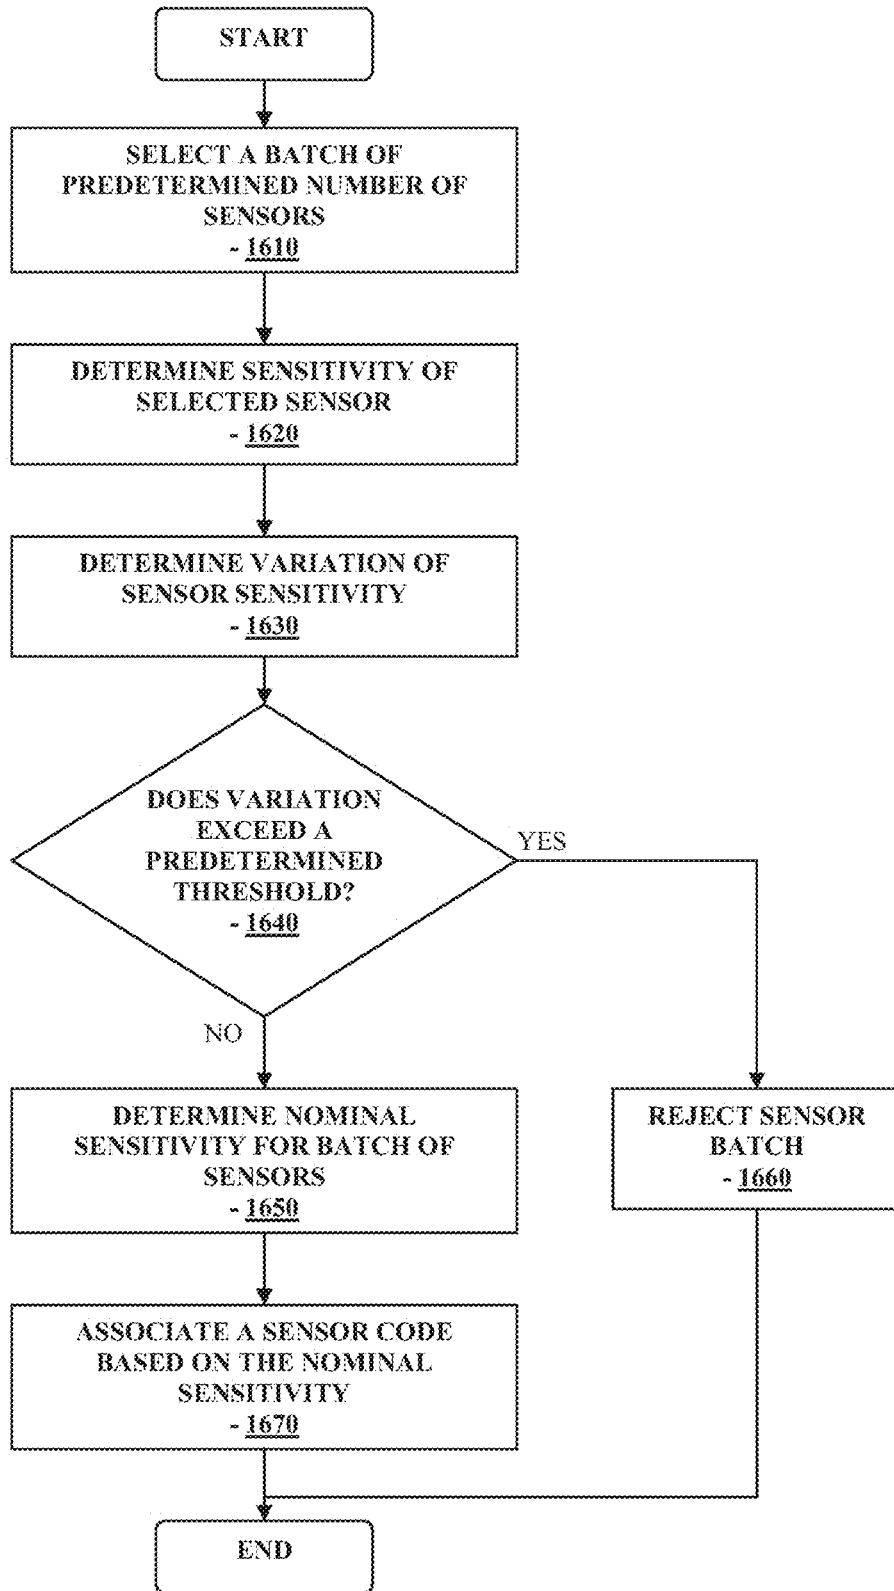 START
SELECT A BATCH OF
PREDETERMINED NUMBER OF
SENSORS
- 1610
DETERMINE SENSITIVITY OF
SELECTED SENSOR
- 1620
DETERMINE VARIATION OF
SENSOR SENSITIVITY
- 1630
DOES VARIATION
EXCEED A
PREDETERMINED
THRESHOLD?
- 1640
YES
NO
DETERMINE NOMINAL
SENSITIVITY FOR BATCH OF
SENSORS
- 1650
REJECT SENSOR
BATCH
- 1660
ASSOCIATE A SENSOR CODE
BASED ON THE NOMINAL
SENSITIVITY
- 1670
END